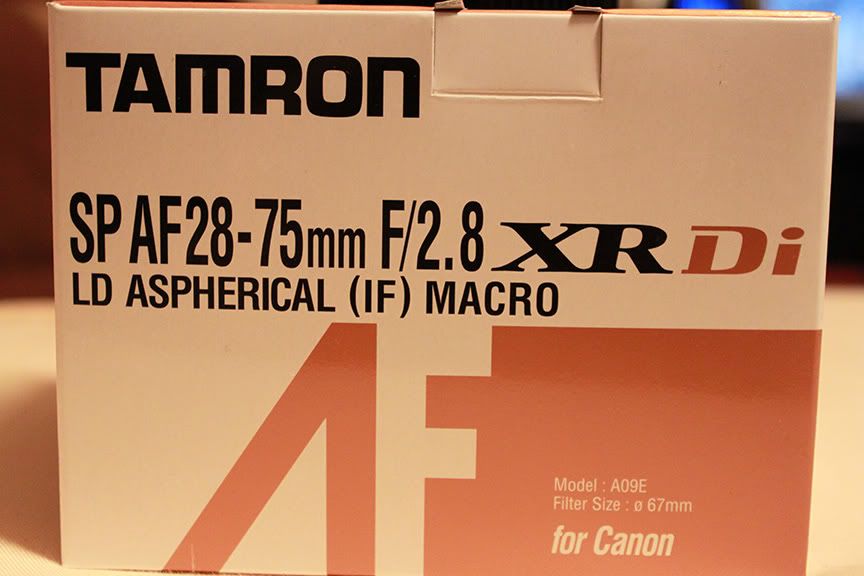 TAMRON
SP AF28-75mm F/2.8 XR Di
LD ASPHERICAL (IF) MACRO
AF
Model : A09E
Filter Size : ø 67mm
for Canon